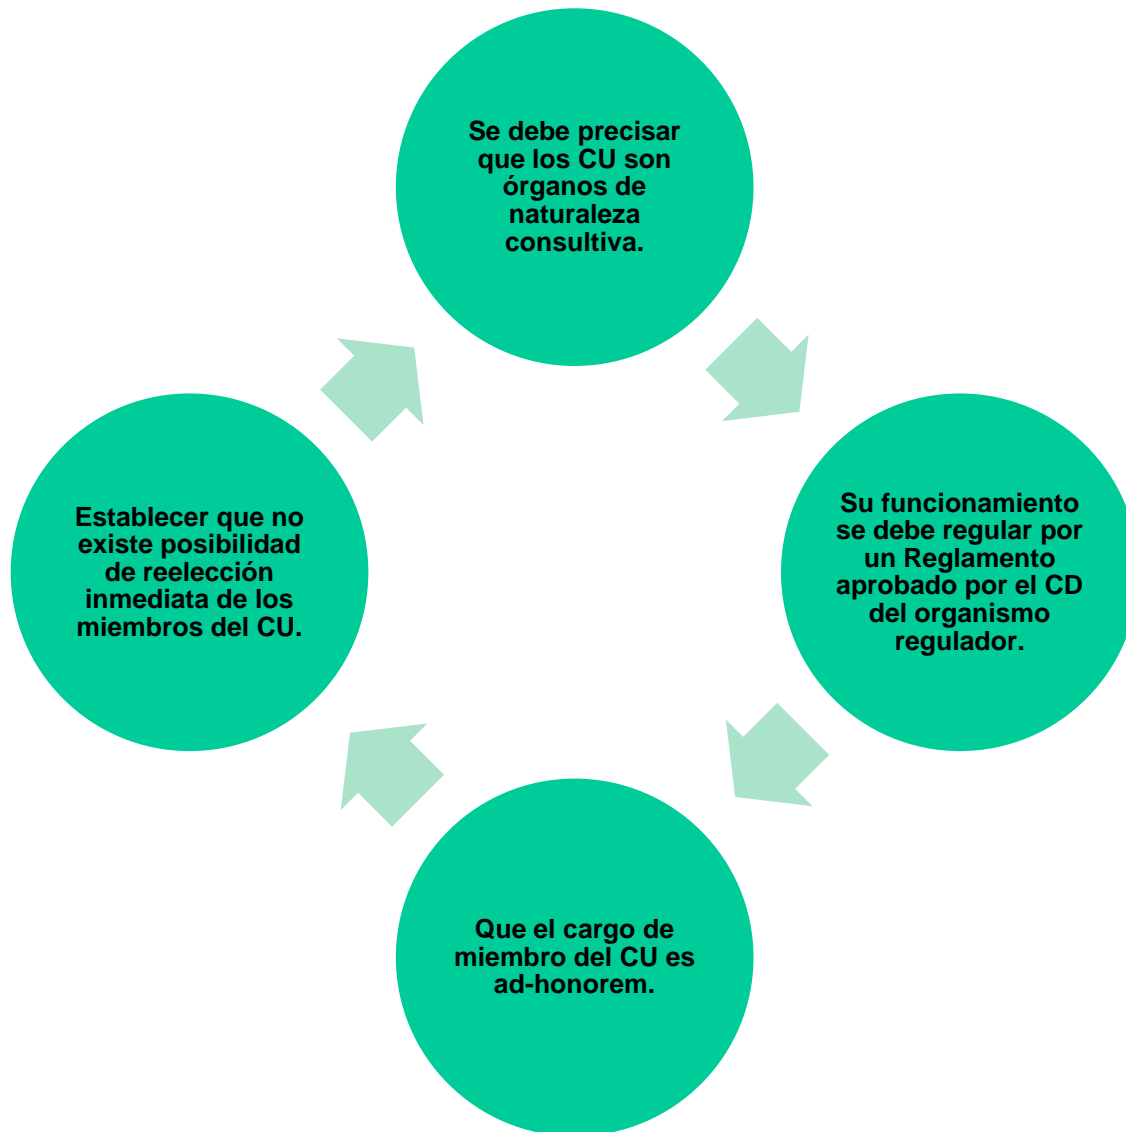 Se debe precisar
que los CU son
órganos de
naturaleza
consultiva.
Su funcionamiento
se debe regular por
un Reglamento
aprobado por el CD
del organismo
regulador.
Que el cargo de
miembro del CU es
ad-honorem.
Establecer que no
existe posibilidad
de reelección
inmediata de los
miembros del CU.